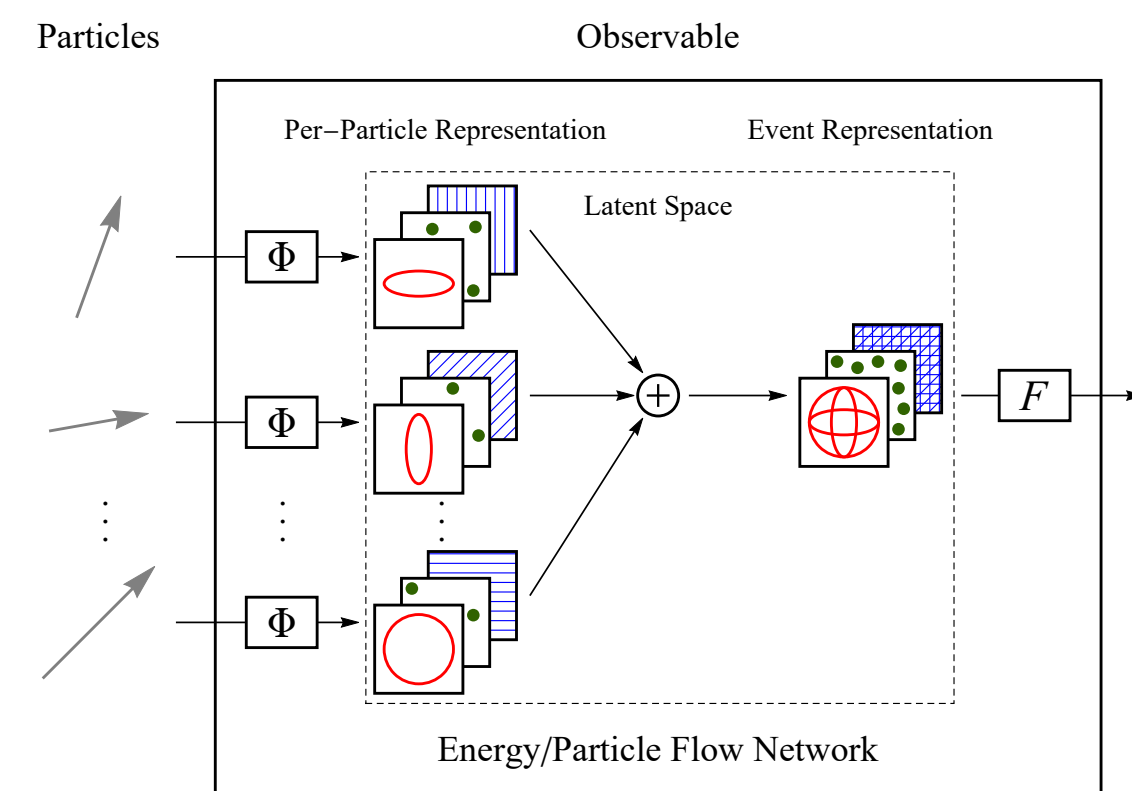 Particles
Observable
Per−Particle Representation
Event Representation
Latent Space
Φ
Φ
+
F
Φ
Energy/Particle Flow Network